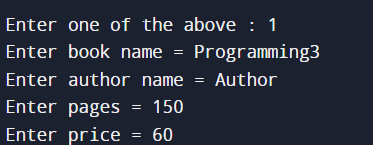 Enter one of the above : 1
Enter book name = Programming3
Enter author name = Author
Enter pages = 150
Enter price = 60